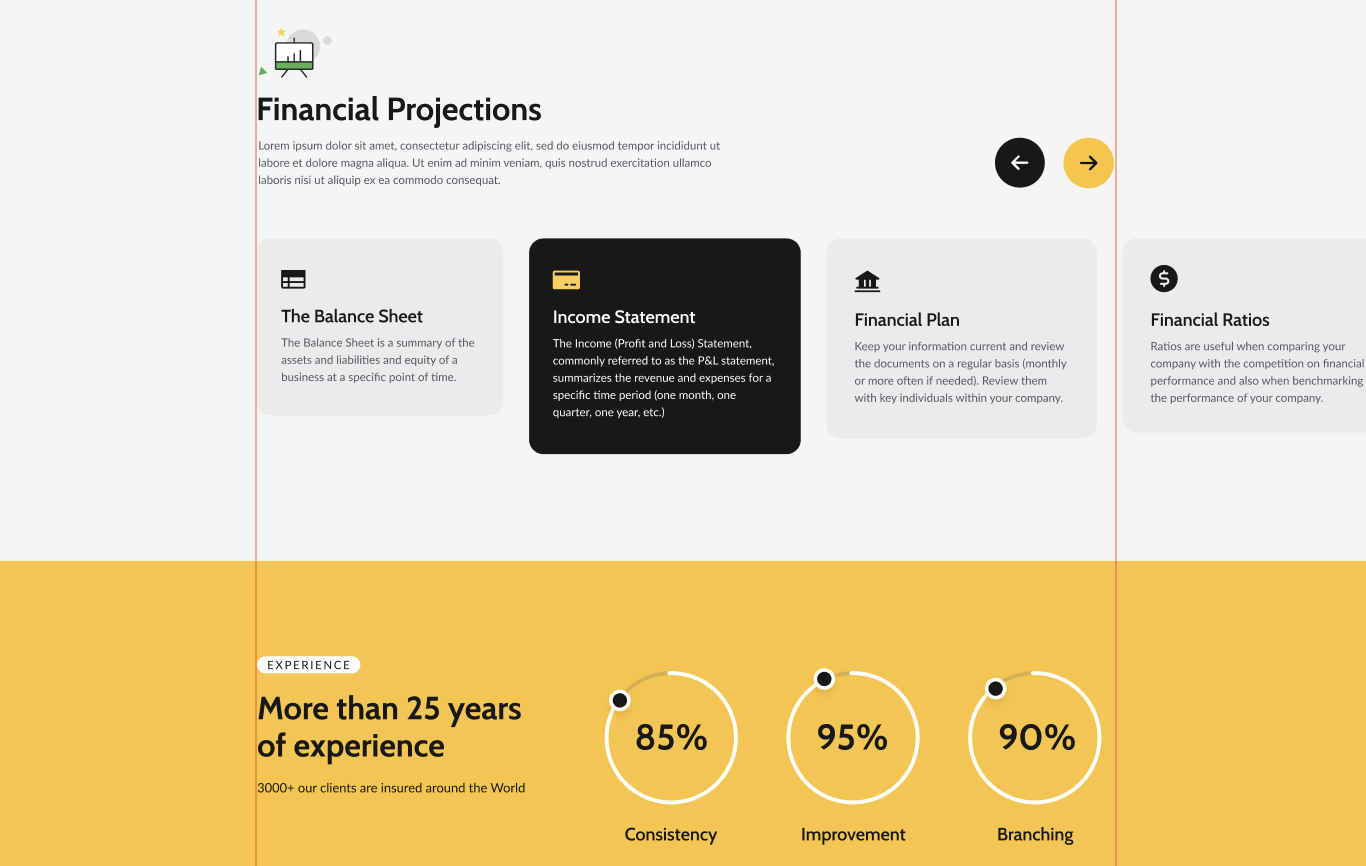 Financial Projections
Lorem ipsum dolor sit amet, consectetur adipiscing elit, sed do eiusmod tempor incididunt ut
labore et dolore magna aliqua. Ut enim ad minim veniam, quis nostrud exercitation ullamco
laboris nisi ut aliquip ex ea commodo consequat.
The Balance Sheet
The Balance Sheet is a summary of the
assets and liabilities and equity of a
business at a specific point of time.
Income Statement
The Income (Profit and Loss) Statement,
commonly referred to as the P&L statement,
summarizes the revenue and expenses for a
specific time period (one month, one
quarter, one year, etc.)
Financial Plan
Keep your information current and review
the documents on a regular basis (monthly
or more often if needed). Review them
with key individuals within your company.
Financial Ratios
Ratios are useful when comparing your
company with the competition on financial
performance and also when benchmarking
the performance of your company.
EXPERIENCE
More than 25 years
of experience
3000+ our clients are insured around the World
85%
Consistency
95%
Improvement
90%
Branching